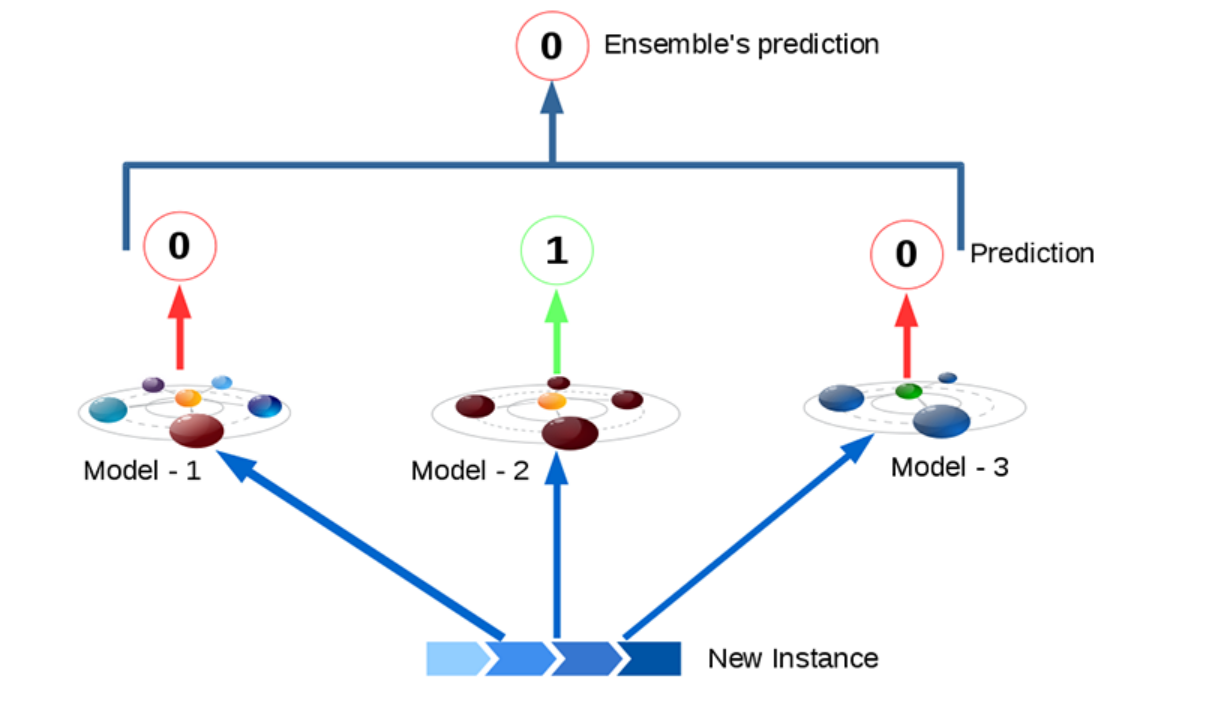 0 Ensemble's prediction
0
1
0 Prediction
Model - 1
Model - 2
Model - 3
New Instance